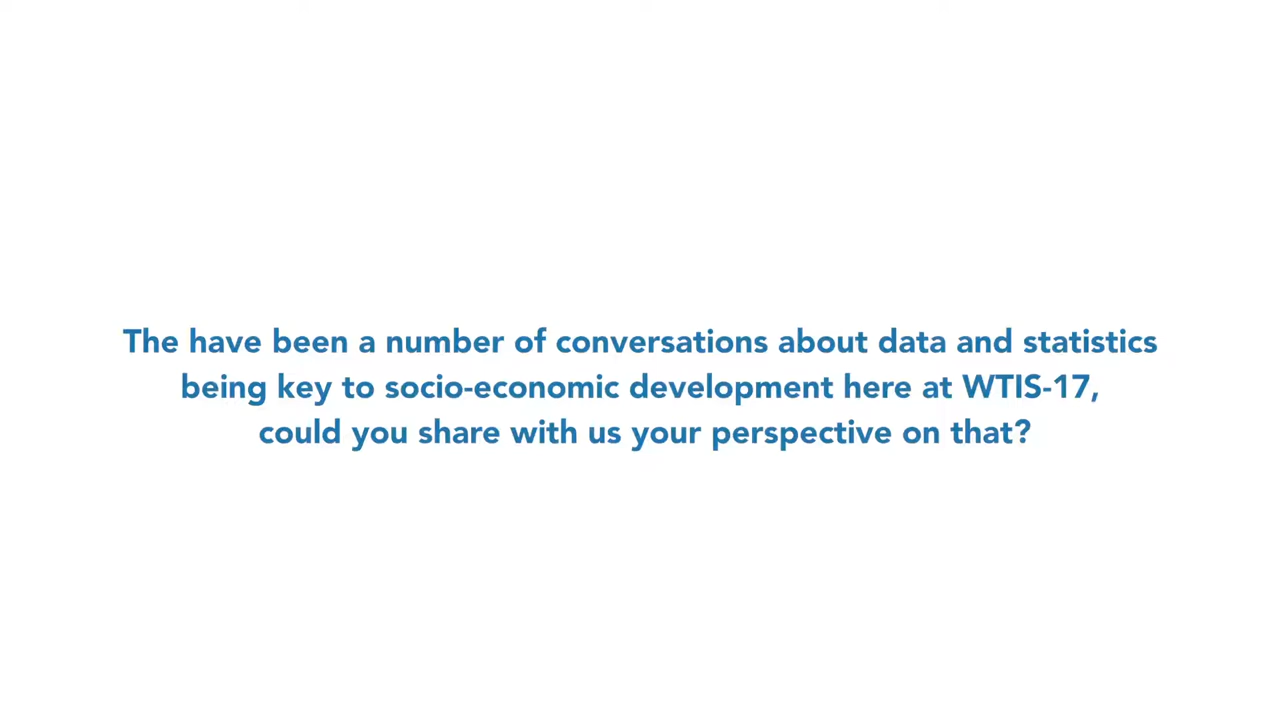 The have been a number of conversations about data and statistics
being key to socio-economic development here at WTIS-17,
could you share with us your perspective on that?